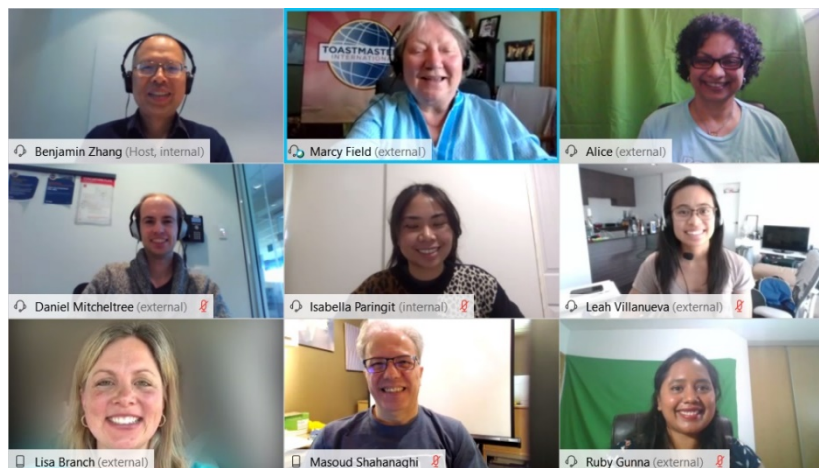 TOASTMASTE
INTERNATIONAL
Benjamin Zhang (Host, internal)
Marcy Field (external)
Alice (external)
Daniel Mitcheltree (external)
Isabella Paringit (internal)
Leah Villanueva (external)
Lisa Branch (external)
Masoud Shahanaghi
Ruby Gunna (external)